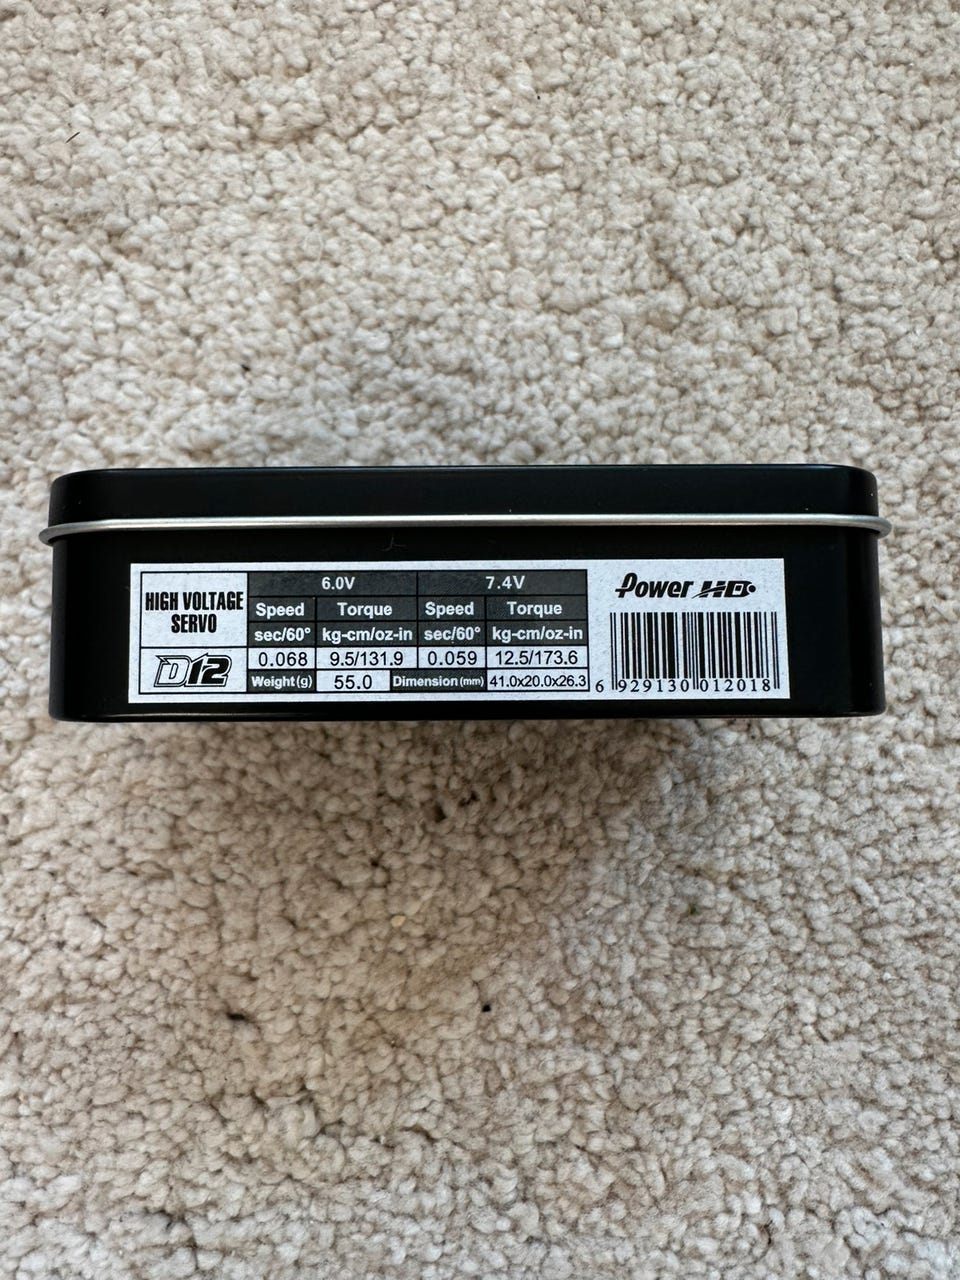 HIGH VOLTAGE
SERVO
D12
6.0V 7.4V
Speed Torque Speed Torque
sec/60° kg-cm/oz-in sec/60° kg-cm/oz-in
0.068 9.5/131.9 0.059 12.5/173.6
Weight(g) 55.0 Dimension(mm) 41.0x20.0x26.3
Power HD
6 929130 012018